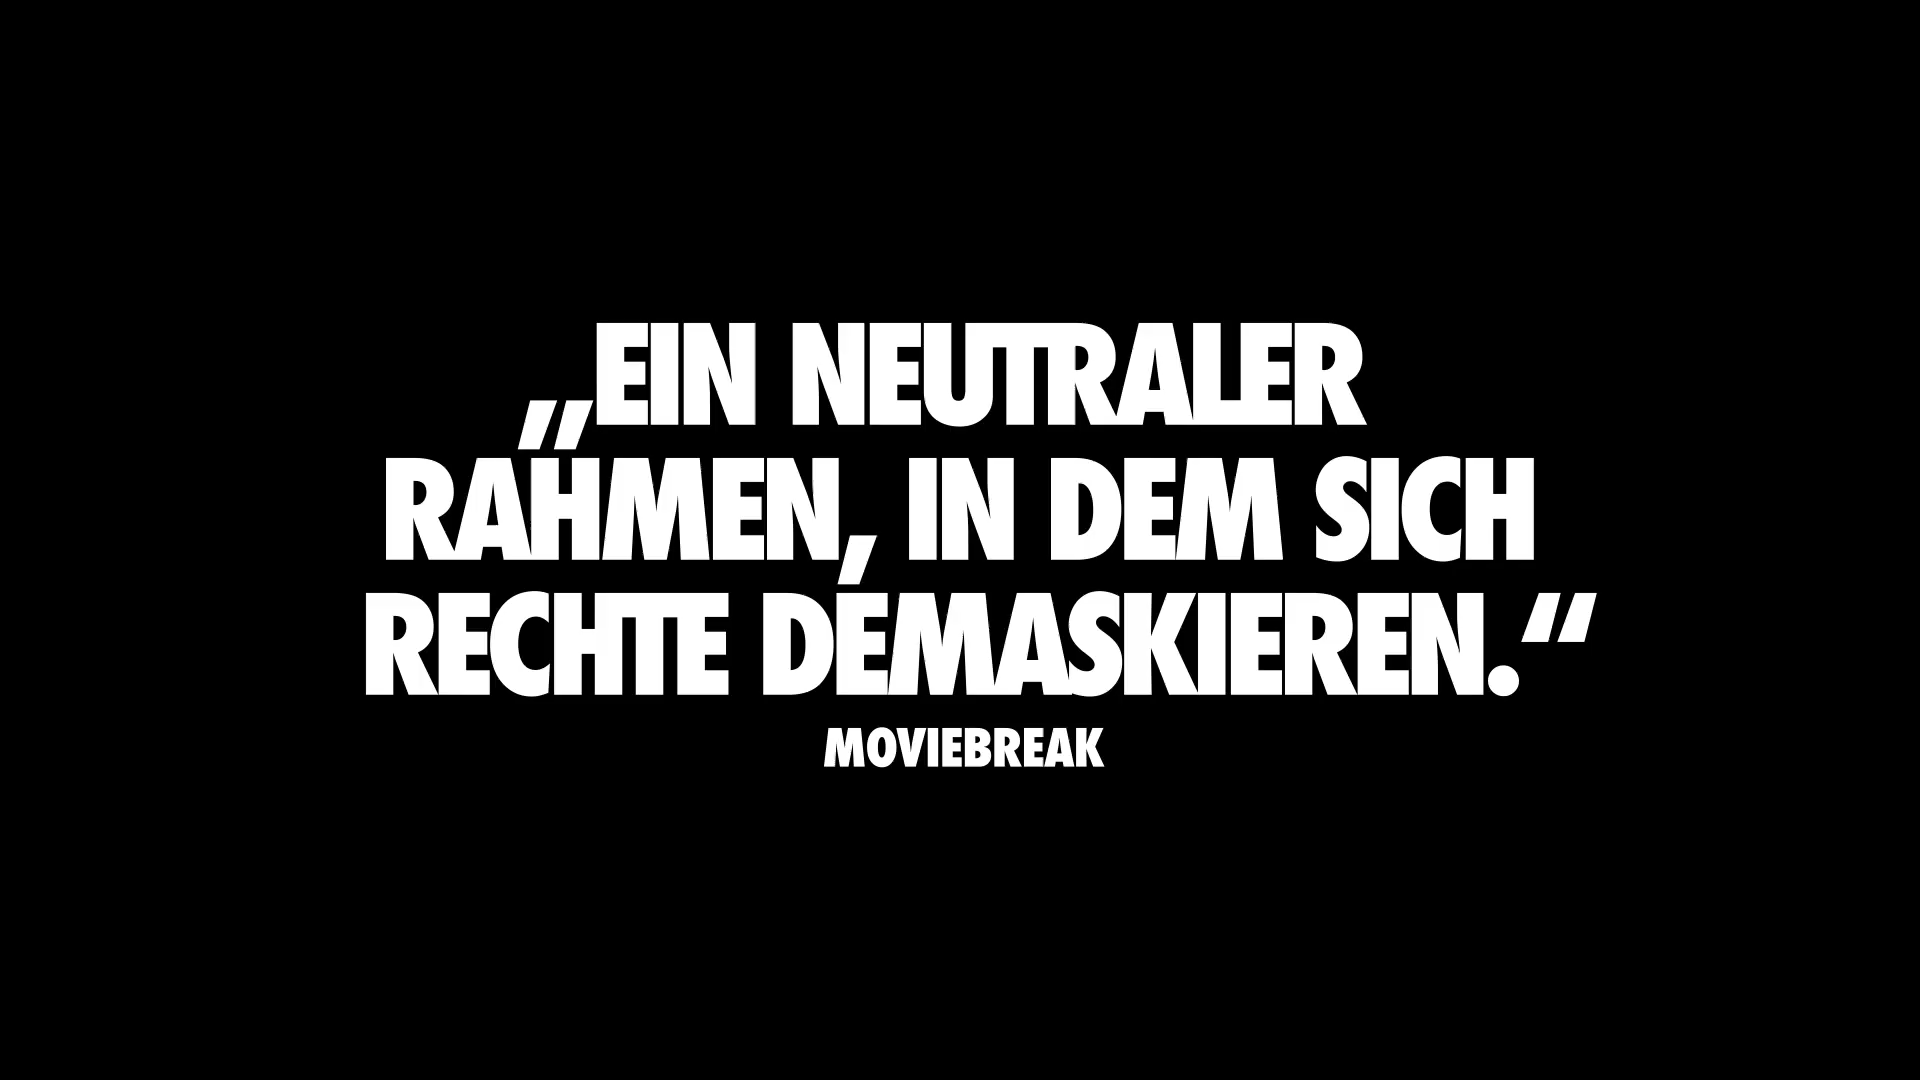 „EIN NEUTRALER
RAHMEN, IN DEM SICH
RECHTE DEMASKIEREN.“
MOVIEBREAK